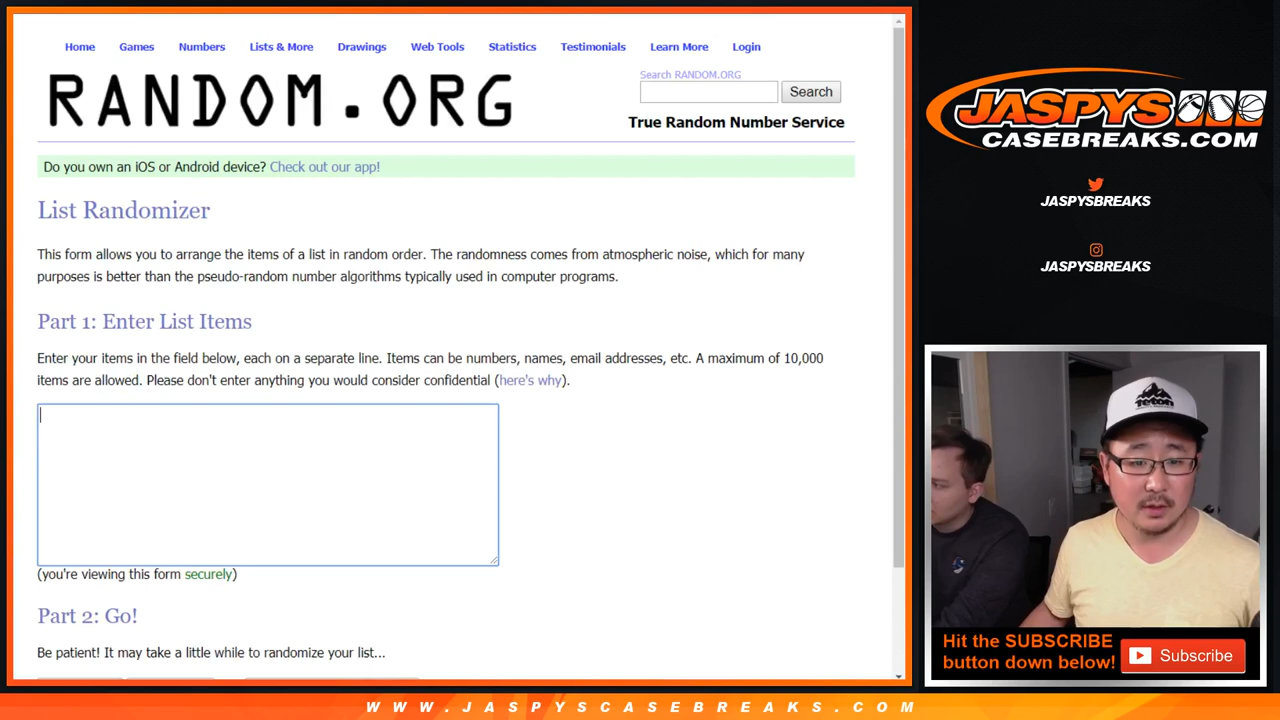 Home Games Numbers Lists & More Drawings Web Tools Statistics Testimonials Learn More Login
RANDOM.ORG
Search RANDOM.ORG
Search
True Random Number Service
Do you own an iOS or Android device? Check out our app!
List Randomizer
This form allows you to arrange the items of a list in random order. The randomness comes from atmospheric noise, which for many
purposes is better than the pseudo-random number algorithms typically used in computer programs.
Part 1: Enter List Items
Enter your items in the field below, each on a separate line. Items can be numbers, names, email addresses, etc. A maximum of 10,000
items are allowed. Please don't enter anything you would consider confidential (here's why).
(you're viewing this form securely)
Part 2: Go!
Be patient! It may take a little while to randomize your list...
JASPYS
CASEBREAKS.COM
JASPYSBREAKS
JASPYSBREAKS
teton
Hit the SUBSCRIBE
button down below!
Subscribe
WWW.JASPYSCASEBREAKS.COM